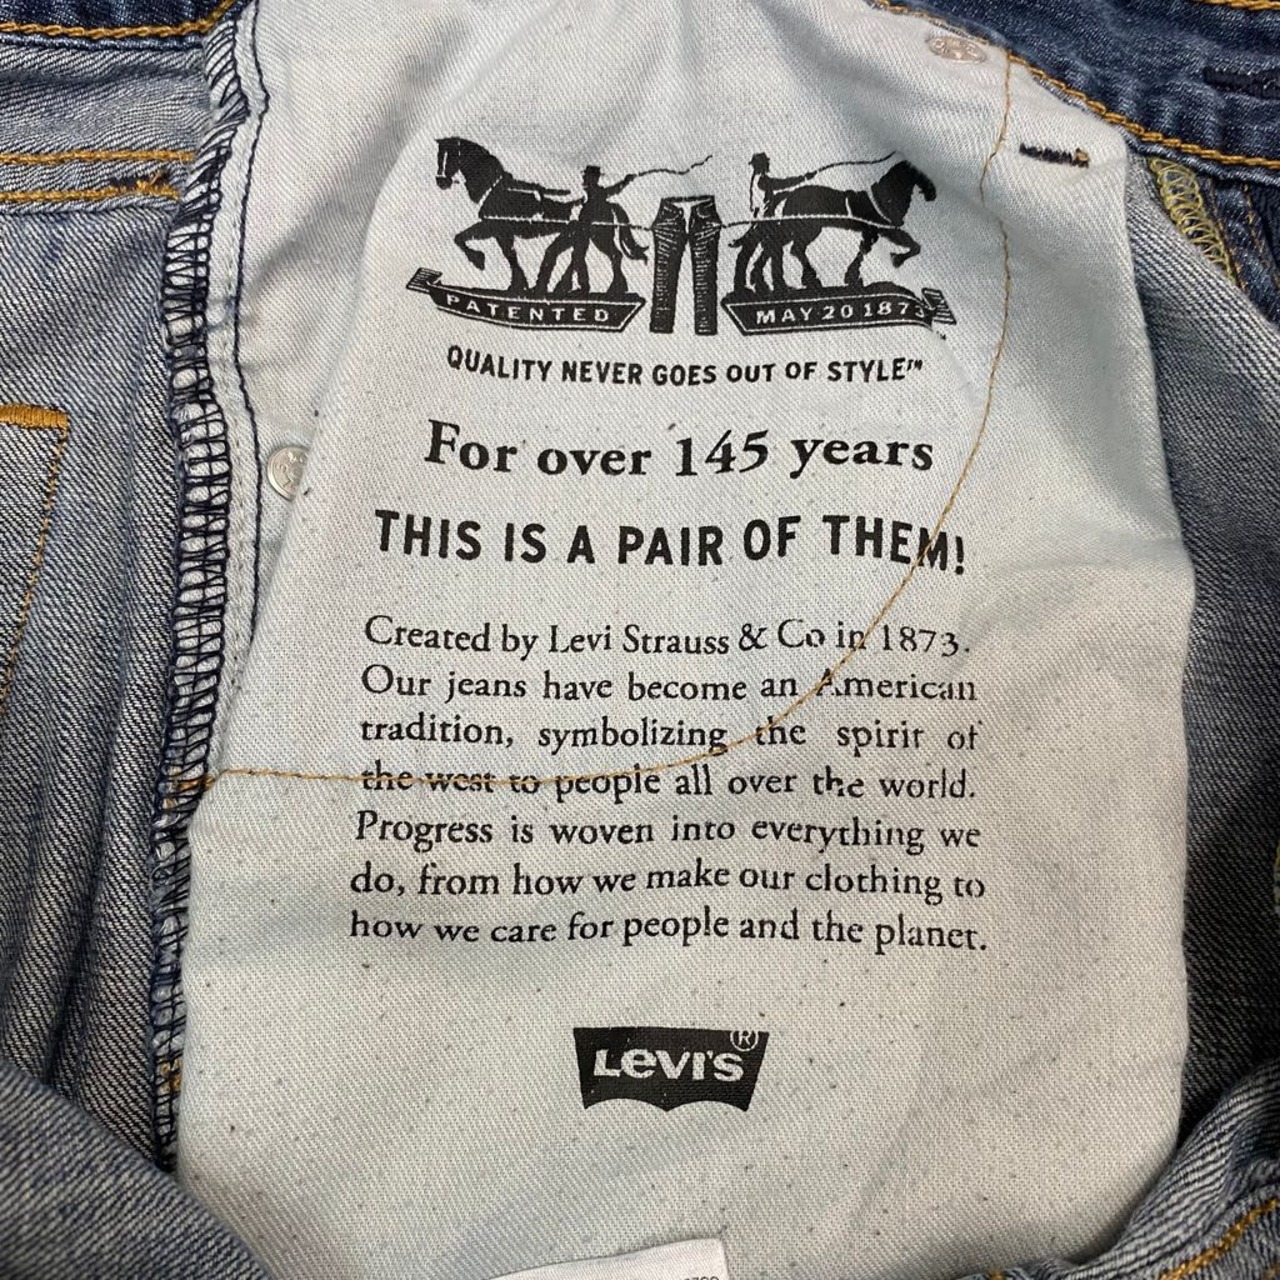 PATENTED MAY 20 1873
QUALITY NEVER GOES OUT OF STYLE™
For over 145 years
THIS IS A PAIR OF THEM!
Created by Levi Strauss & Co in 1873.
Our jeans have become an American
tradition, symbolizing the spirit of
the west to people all over the world.
Progress is woven into everything we
do, from how we make our clothing to
how we care for people and the planet.
LEVI'S®